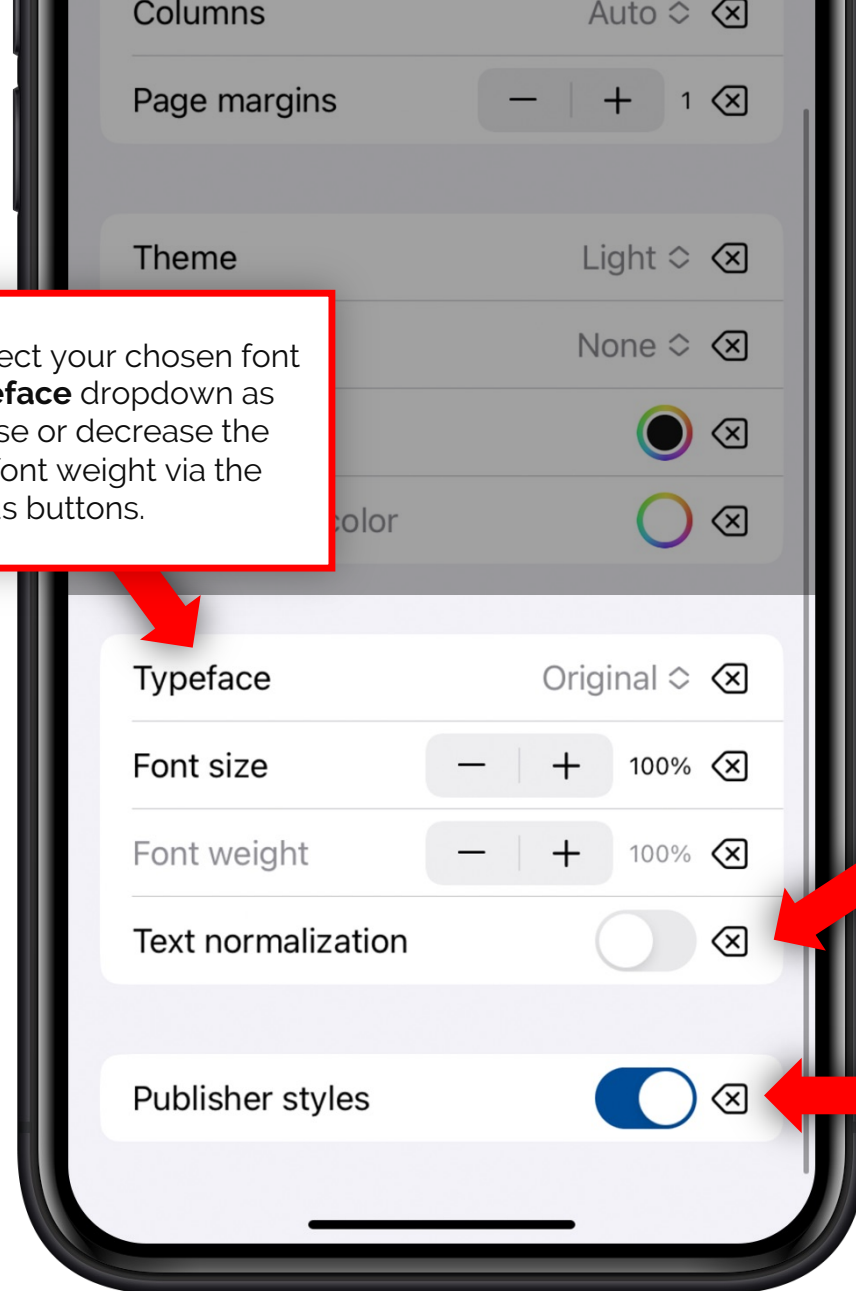 Columns Auto
Page margins − + 1
Theme Light
ect your chosen font
None
eface dropdown as
se or decrease the
font weight via the
s buttons.
color
Typeface Original
Font size − + 100%
Font weight − + 100%
Text normalization
Publisher styles